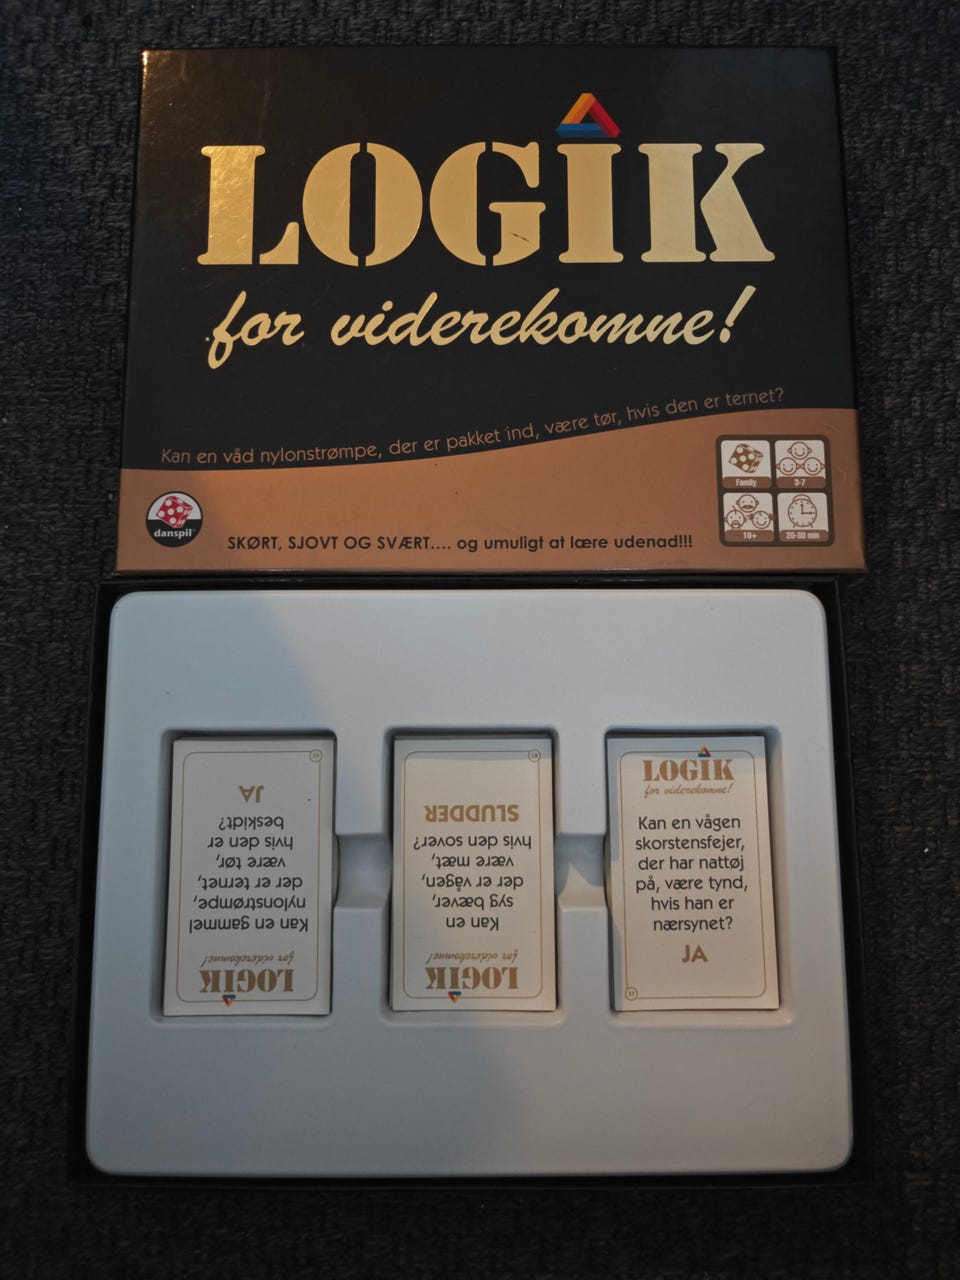 LOGIK
for viderekomne!
Kan en våd nylonstrømpe, der er pakket ind, være tør, hvis den er ternet?
danspil
SKØRT, SJOVT OG SVÆRT.... og umuligt at lære udenad!!!
Family
3-7
10+
20-30 min
LOGIK
for viderekomne!
Kan en gammel
nylonstrømpe,
der er ternet,
være tør,
hvis den er
beskidt?
JA
LOGIK
for viderekomne!
Kan en
syg bæver,
der er vågen,
være mæt,
hvis den sover?
SLUDDER
LOGIK
for viderekomne!
Kan en vågen
skorstensfejer,
der har nattøj
på, være tynd,
hvis han er
nærsynet?
JA